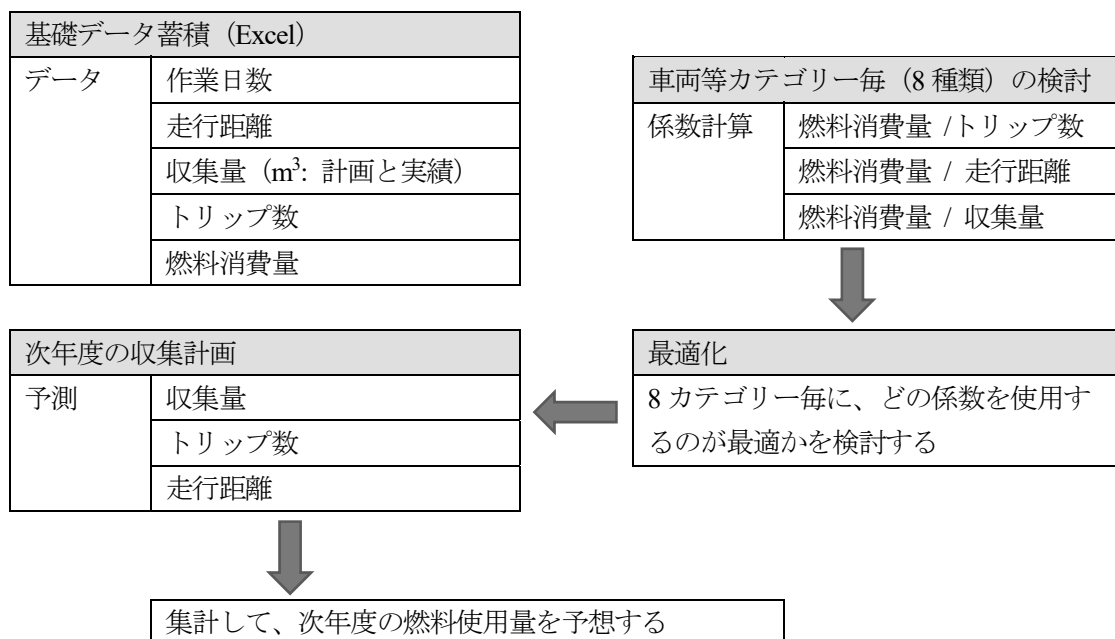 基礎データ蓄積（Excel）
データ
作業日数
走行距離
収集量（m³: 計画と実績）
トリップ数
燃料消費量
車両等カテゴリー毎（8 種類）の検討
係数計算
燃料消費量 /トリップ数
燃料消費量 / 走行距離
燃料消費量 / 収集量
最適化
8 カテゴリー毎に、どの係数を使用す
るのが最適かを検討する
次年度の収集計画
予測
収集量
トリップ数
走行距離
集計して、次年度の燃料使用量を予想する